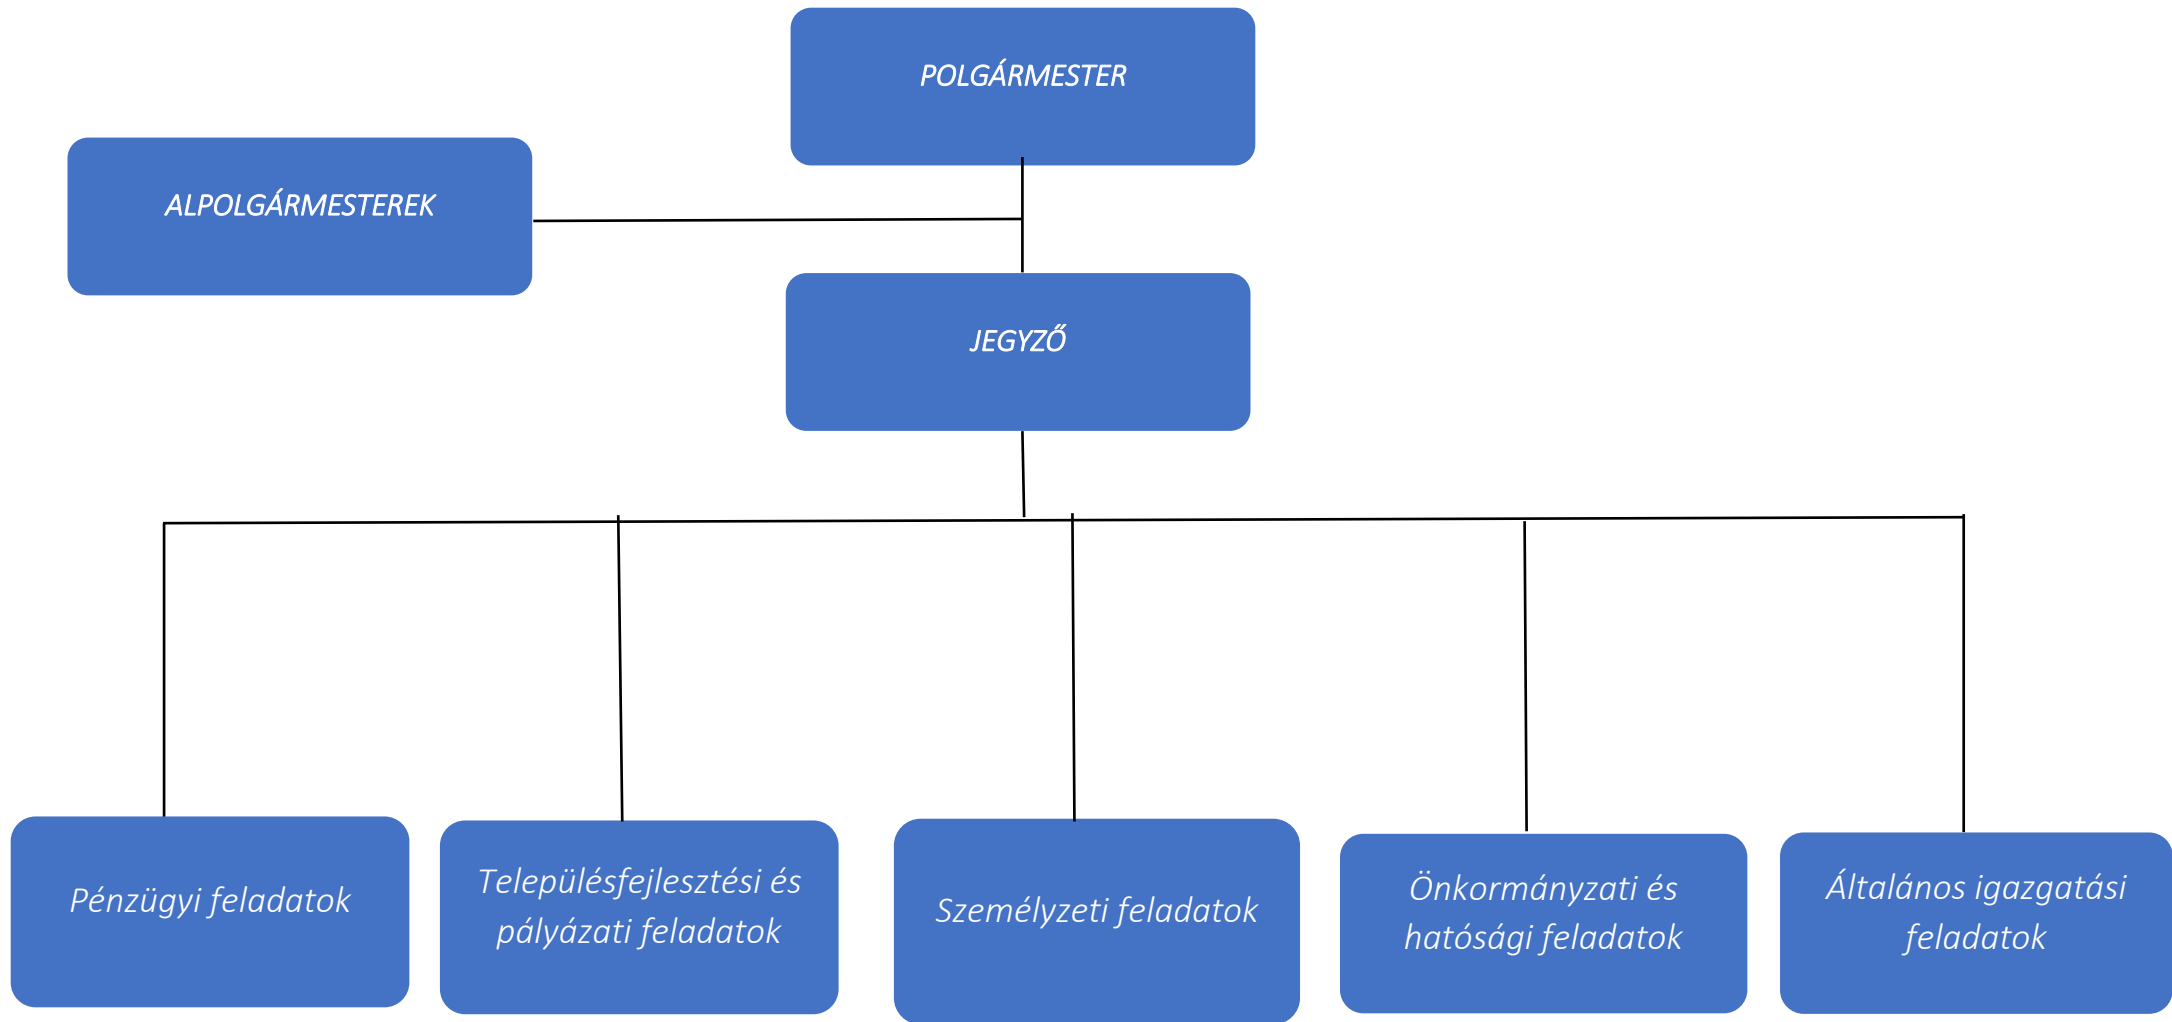 POLGÁRMESTER
ALPOLGÁRMESTEREK
JEGYZŐ
Pénzügyi feladatok
Településfejlesztési és
pályázati feladatok
Személyzeti feladatok
Önkormányzati és
hatósági feladatok
Általános igazgatási
feladatok